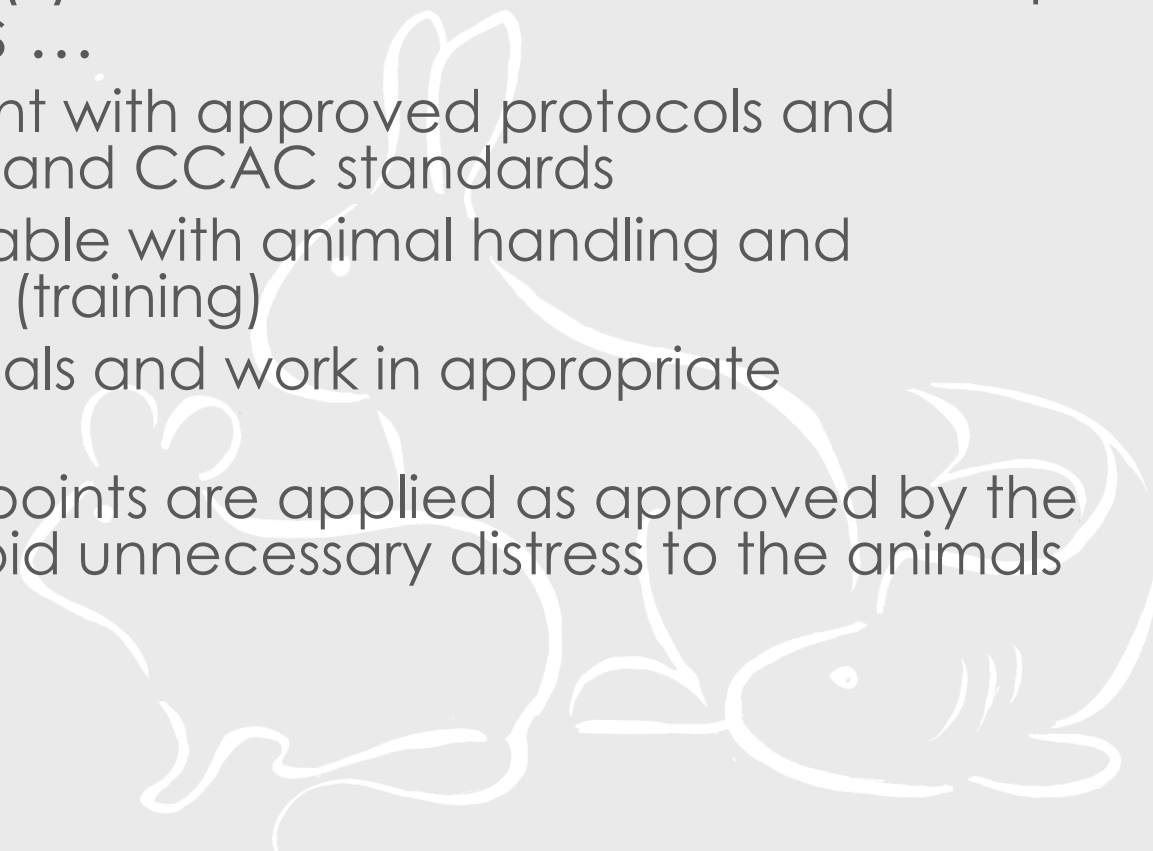 …
nt with approved protocols and
and CCAC standards
able with animal handling and
(training)
als and work in appropriate
points are applied as approved by the
oid unnecessary distress to the animals